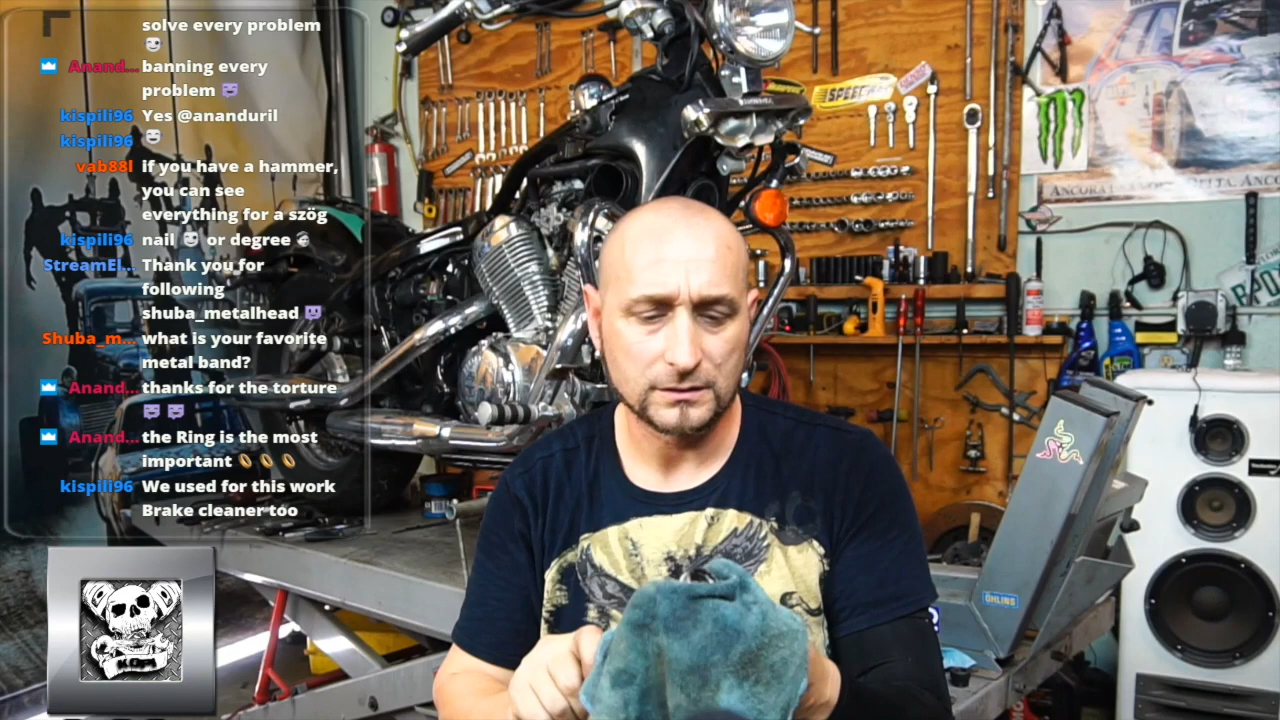 solve every problem
Anand... banning every
problem
kispili96 Yes @ananduril
kispili96
vab88l if you have a hammer,
you can see
everything for a szög
kispili96 nail or degree
StreamEl... Thank you for
following
shuba_metalhead
Shuba_m... what is your favorite
metal band?
Anand... thanks for the torture
Anand... the Ring is the most
important
kispili96 We used for this work
Brake cleaner too
ÖHLINS